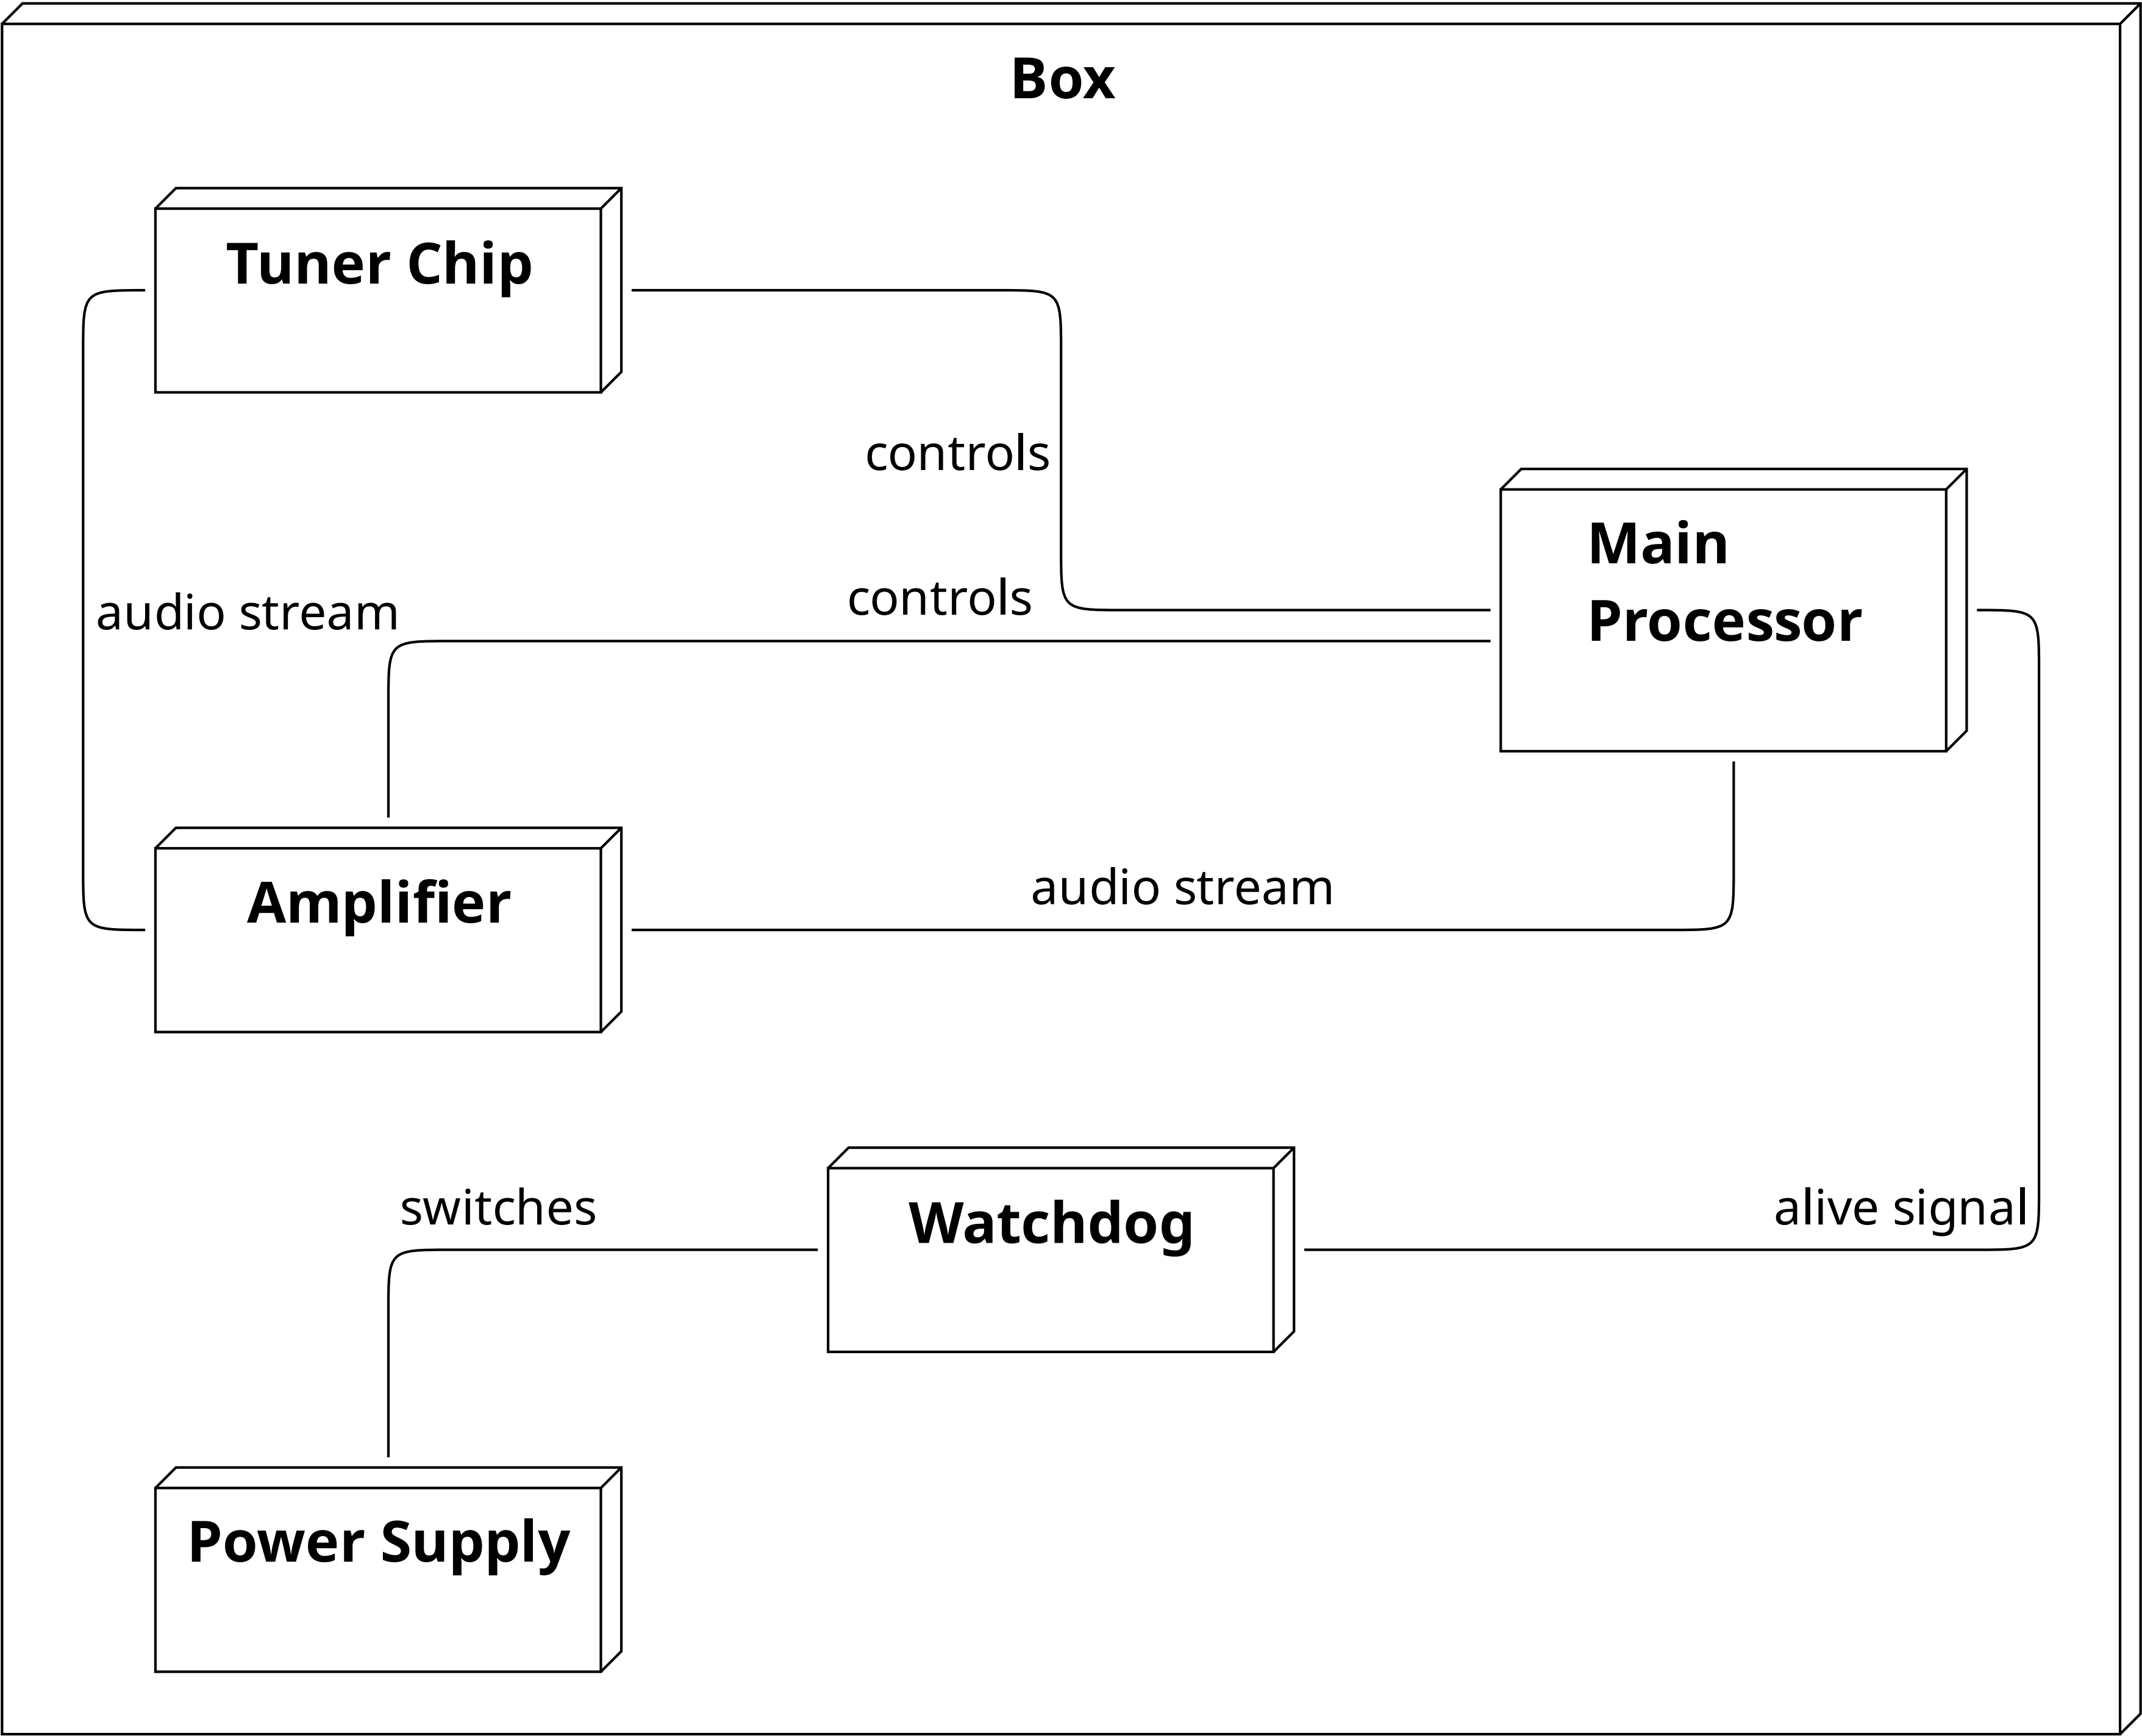 Box
Tuner Chip
controls
Main
Processor
controls
audio stream
Amplifier
audio stream
Watchdog
switches
alive signal
Power Supply